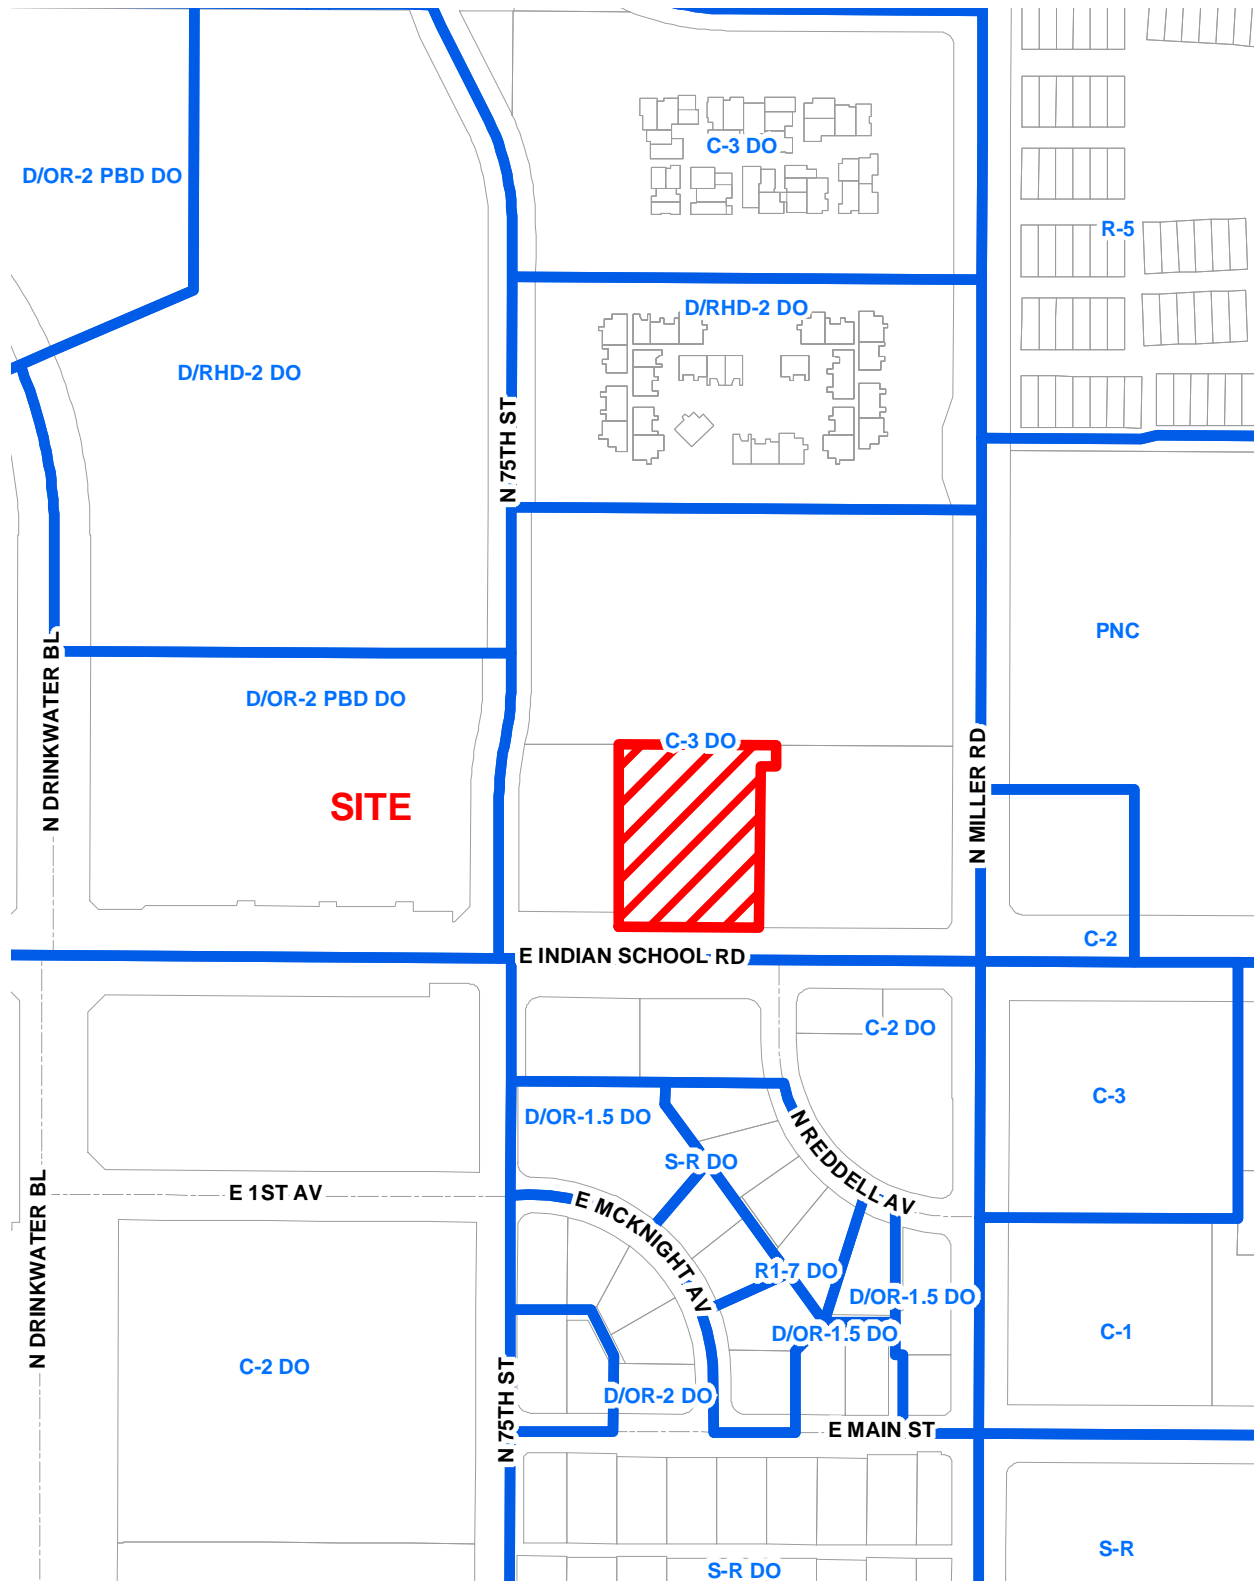 C-3 DO
D/OR-2 PBD DO
R-5
D/RHD-2 DO
D/RHD-2 DO
N 75TH ST
PNC
D/OR-2 PBD DO
N DRINKWATER BL
C-3 DO
N MILLER RD
SITE
C-2
E INDIAN SCHOOL RD
C-2 DO
C-3
D/OR-1.5 DO
N REDDELL AV
S-R DO
E 1ST AV
E MCKNIGHT AV
N DRINKWATER BL
R1-7 DO
D/OR-1.5 DO
D/OR-1.5 DO
C-1
C-2 DO
N 75TH ST
D/OR-2 DO
E MAIN ST
S-R
S-R DO